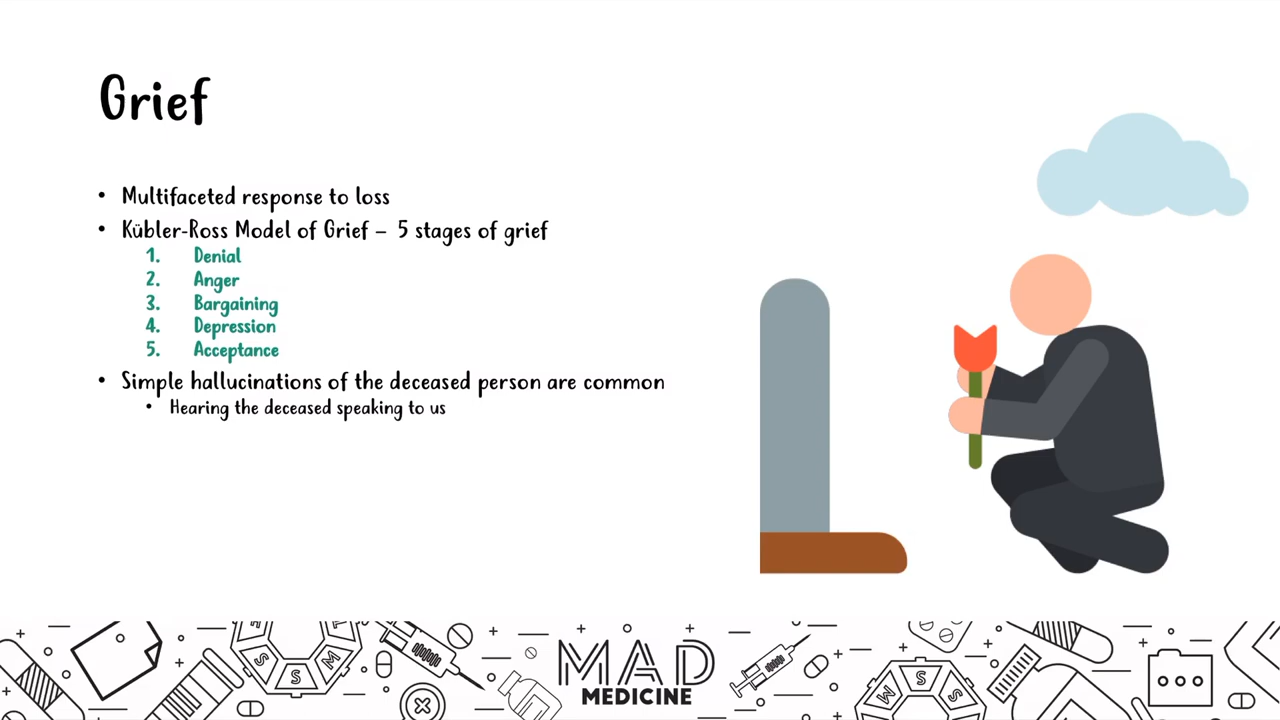 Grief
• Multifaceted response to loss
• Kübler-Ross Model of Grief – 5 stages of grief
1. Denial
2. Anger
3. Bargaining
4. Depression
5. Acceptance
• Simple hallucinations of the deceased person are common
• Hearing the deceased speaking to us
MAD
MEDICINE